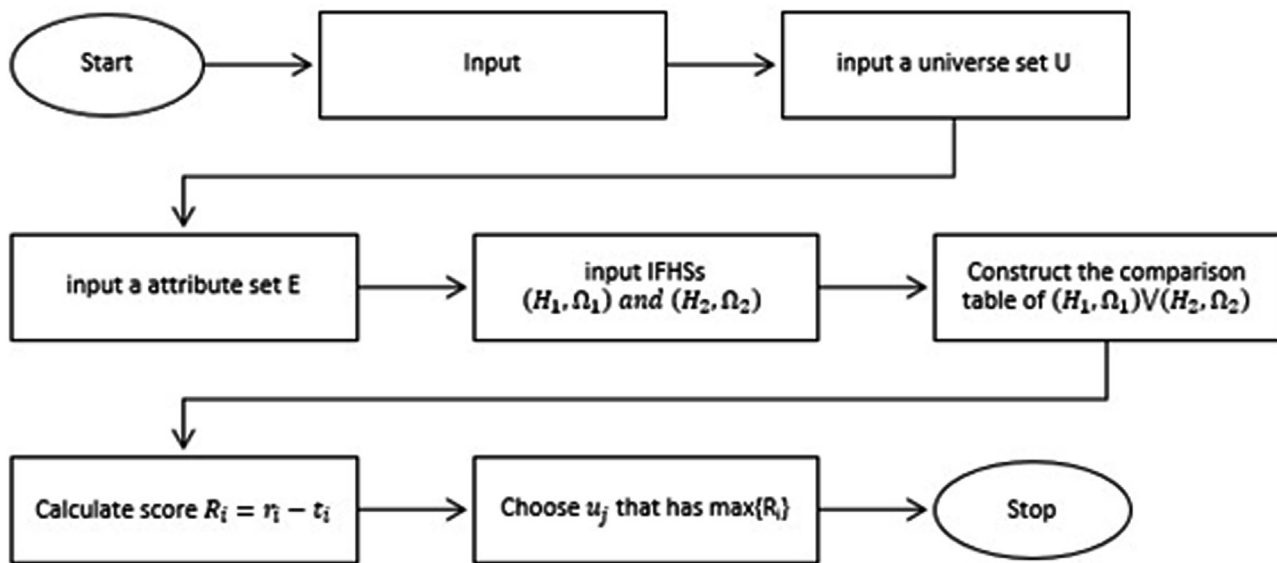 Start
Input
input a universe set U
input a attribute set E
input IFHSs
(H₁, Ω₁) and (H₂, Ω₂)
Construct the comparison
table of (H₁, Ω₁)⋁(H₂, Ω₂)
Calculate score Rᵢ = rᵢ − tᵢ
Choose uⱼ that has max{Rᵢ}
Stop